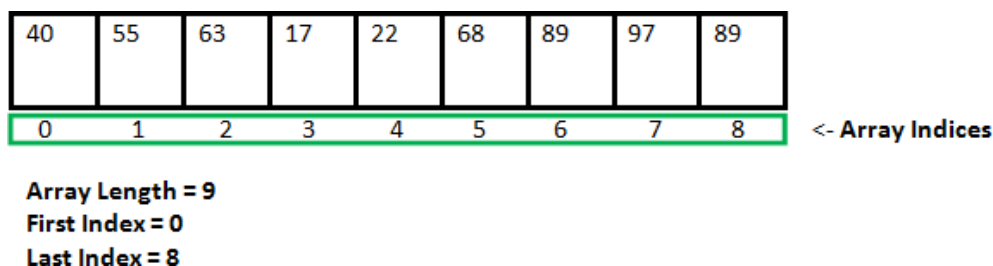 40 55 63 17 22 68 89 97 89
0 1 2 3 4 5 6 7 8 <- Array Indices
Array Length = 9
First Index = 0
Last Index = 8